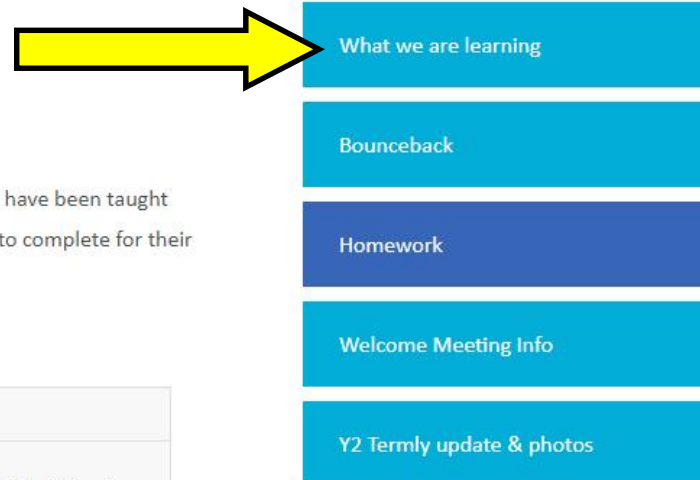 What we are learning
Bounceback
have been taught
to complete for their
Homework
Welcome Meeting Info
Y2 Termly update & photos